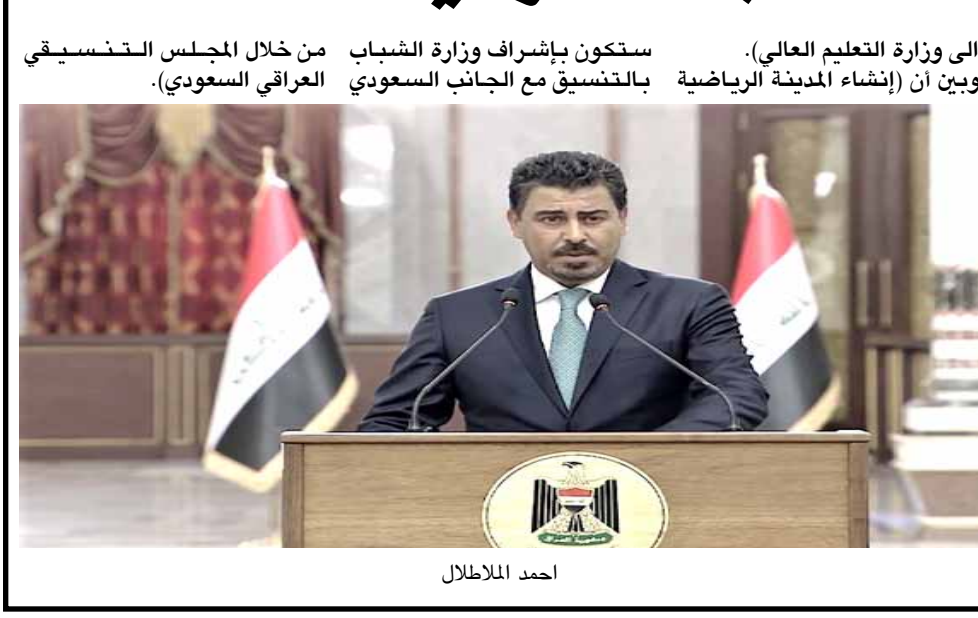 الى وزارة التعليم العالي).
وبين أن (إنشاء المدينة الرياضية
ستكون بإشراف وزارة الشباب
بالتنسيق مع الجانب السعودي
من خلال المجلس التنسيقي
العراقي السعودي).
احمد الملاطلال